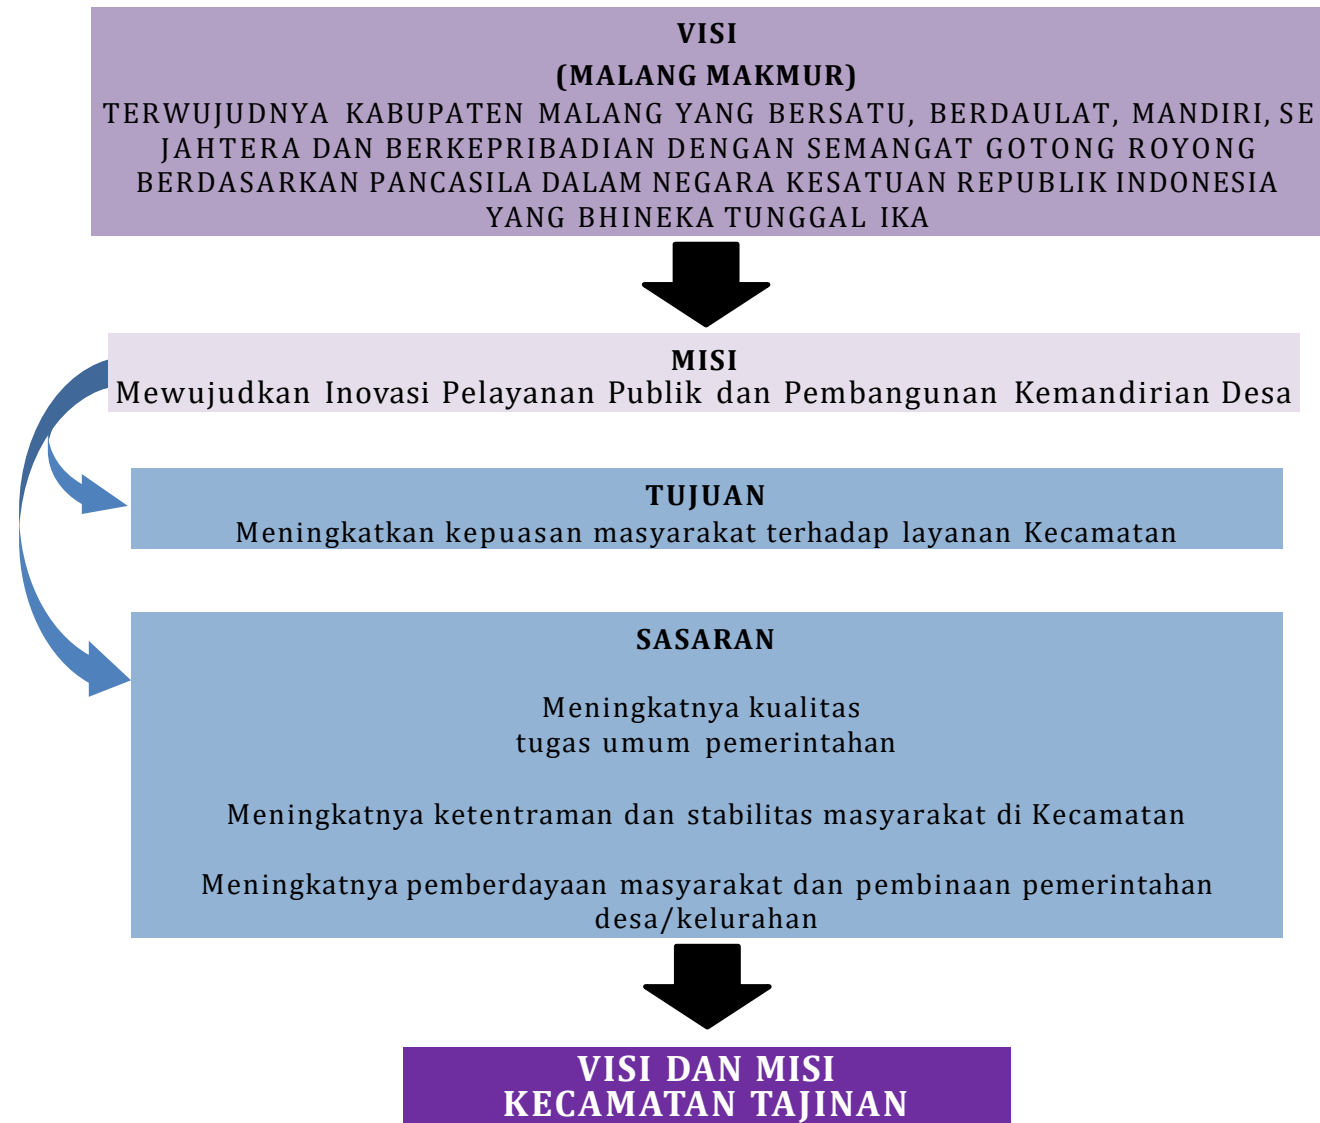 VISI
(MALANG MAKMUR)
TERWUJUDNYA KABUPATEN MALANG YANG BERSATU, BERDAULAT, MANDIRI, SE
JAHTERA DAN BERKEPRIBADIAN DENGAN SEMANGAT GOTONG ROYONG
BERDASARKAN PANCASILA DALAM NEGARA KESATUAN REPUBLIK INDONESIA
YANG BHINEKA TUNGGAL IKA
MISI
Mewujudkan Inovasi Pelayanan Publik dan Pembangunan Kemandirian Desa
TUJUAN
Meningkatkan kepuasan masyarakat terhadap layanan Kecamatan
SASARAN
Meningkatnya kualitas
tugas umum pemerintahan
Meningkatnya ketentraman dan stabilitas masyarakat di Kecamatan
Meningkatnya pemberdayaan masyarakat dan pembinaan pemerintahan
desa/kelurahan
VISI DAN MISI
KECAMATAN TAJINAN